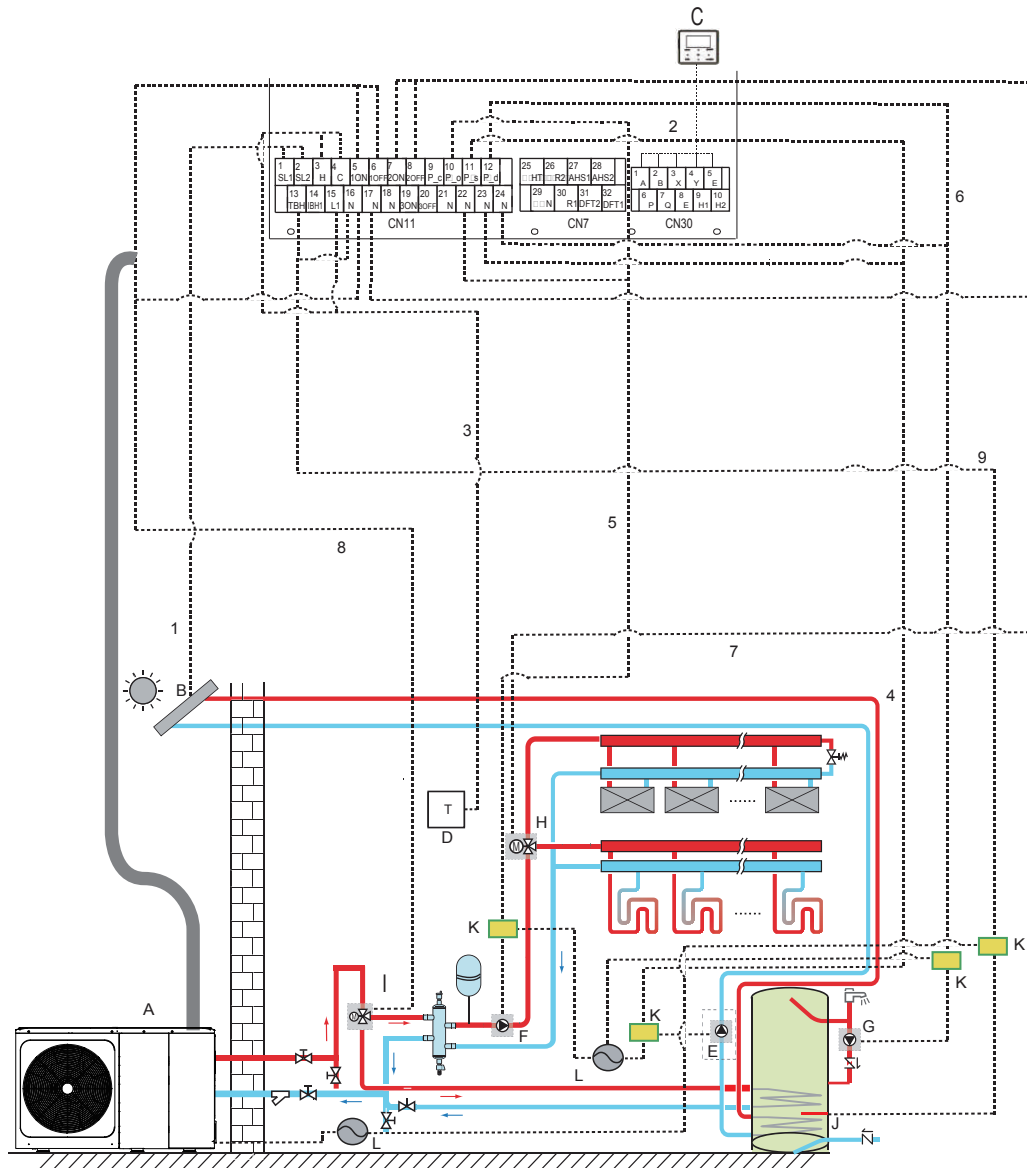 C
2
1 2 3 4 5 6 7 8 9 10 11 12
SL1 SL2 H C 1ON 1OFF 2ON 2OFF P_c P_o P_s P_d
13 14 15 16 17 18 19 20 21 22 23 24
TBH IBH1 L1 N N N 3ON 3OFF N N N N
CN11
25 26 27 28
HT R2 AHS1 AHS2
29 30 31 32
N R1 DFT2 DFT1
CN7
1 2 3 4 5
A B X Y E
6 7 8 9 10
P Q E H1 H2
CN30
6
3
9
5
8
1
7
B
4
T
D
H
K
K
K
A
I
F
K
E
G
L
J
L
M
M